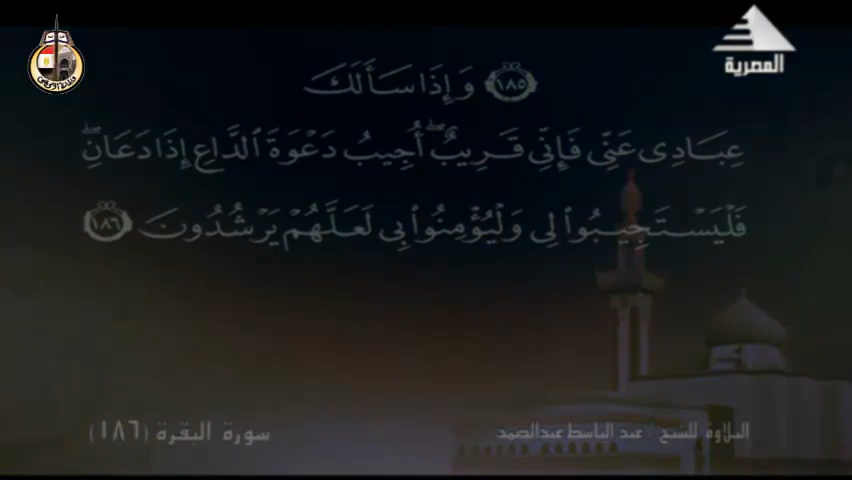 المصرية
﴿١٨٥﴾ وَإِذَا سَأَلَكَ
عِبَادِى عَنِّى فَإِنِّى قَرِيبٌ ۖ أُجِيبُ دَعْوَةَ ٱلدَّاعِ إِذَا دَعَانِ ۖ
فَلْيَسْتَجِيبُوا۟ لِى وَلْيُؤْمِنُوا۟ بِى لَعَلَّهُمْ يَرْشُدُونَ ﴿١٨٦﴾
التلاوة للشيخ / عبد الباسط عبدالصمد
سورة البقرة (١٨٦)